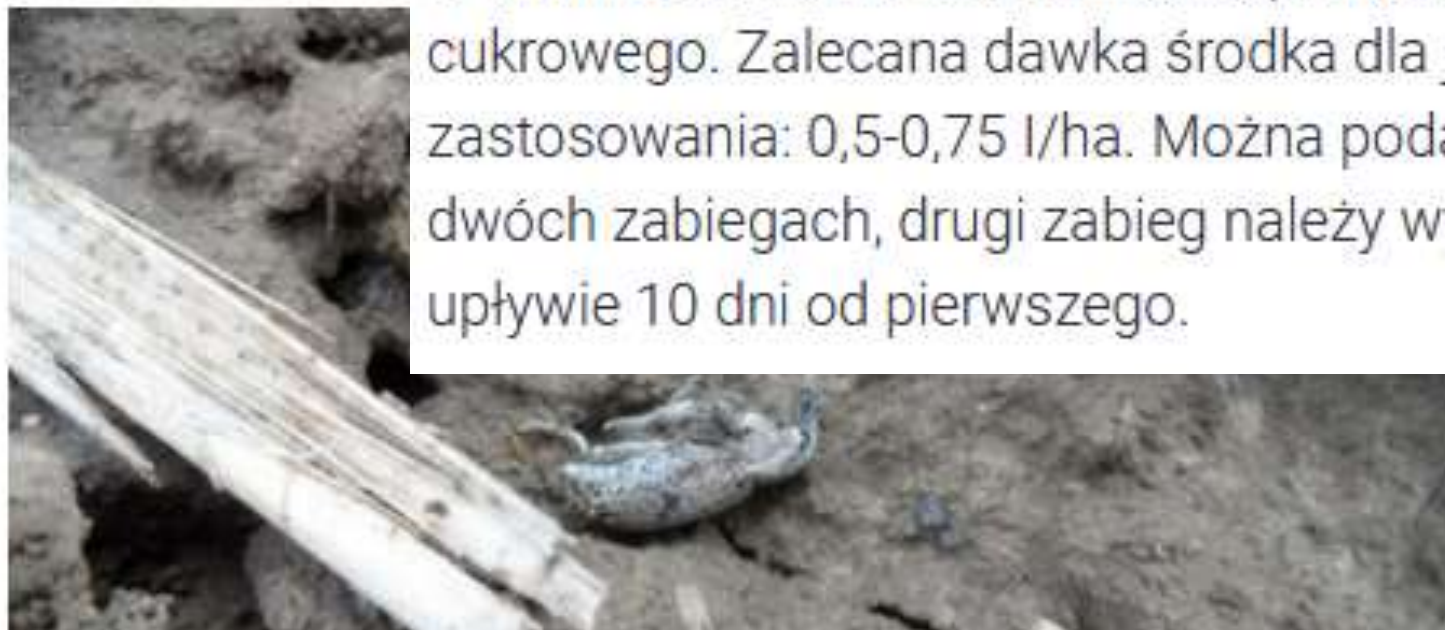 cukrowego. Zalecana dawka środka dla
zastosowania: 0,5-0,75 l/ha. Można
dwóch zabiegach, drugi zabieg należy
upływie 10 dni od pierwszego.